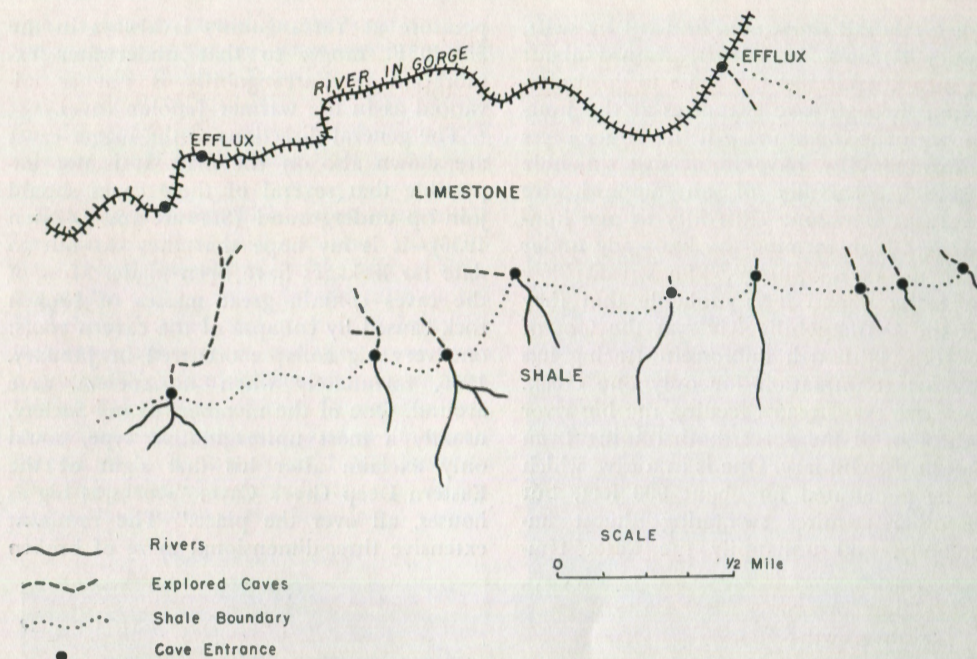 EFFLUX
RIVER IN GORGE
EFFLUX
LIMESTONE
SHALE
SCALE
0 1/2 Mile
Rivers
Explored Caves
Shale Boundary
Cave Entrance